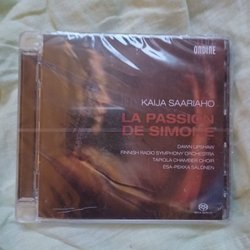 ONDINE
KAIJA SAARIAHO
LA PASSION
DE SIMONE
DAWN UPSHAW
FINNISH RADIO SYMPHONY ORCHESTRA
TAPIOLA CHAMBER CHOIR
ESA-PEKKA SALONEN